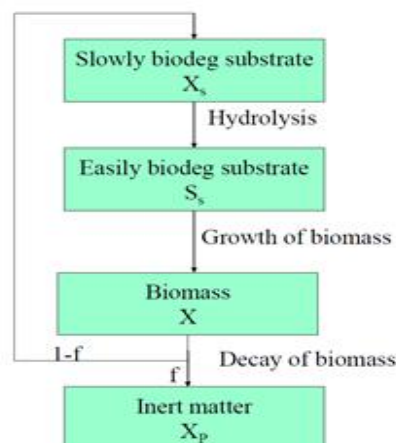 Slowly biodeg substrate
Xs
Hydrolysis
Easily biodeg substrate
Ss
Growth of biomass
Biomass
X
1-f
Decay of biomass
f
Inert matter
XP